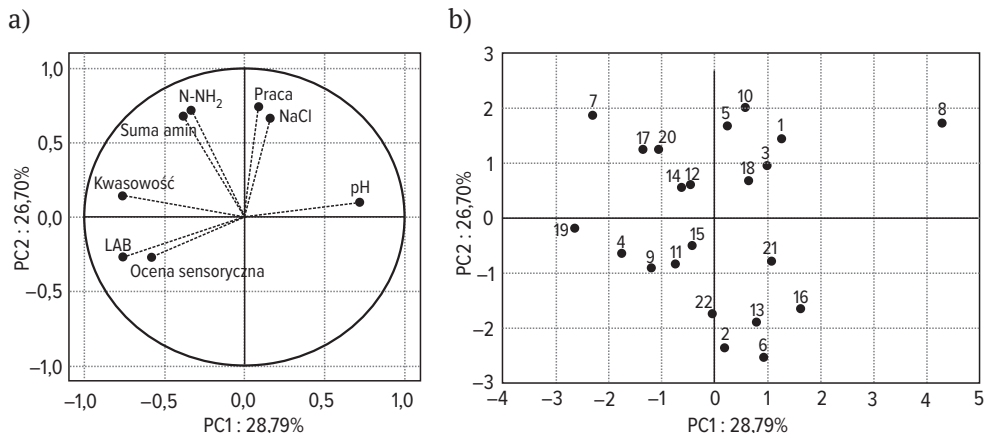 a)
1,0
0,5
0,0
−0,5
−1,0
PC2 : 26,70%
N-NH2
Suma amin
Praca
NaCl
Kwasowość
pH
LAB
Ocena sensoryczna
−1,0 −0,5 0,0 0,5 1,0
PC1 : 28,79%
b)
3
2
1
0
−1
−2
−3
PC2 : 26,70%
7
10
8
5
1
17 20
3
18
14 12
19
15
4
9 11
21
22
13
16
2
6
−4 −3 −2 −1 0 1 2 3 4 5
PC1 : 28,79%